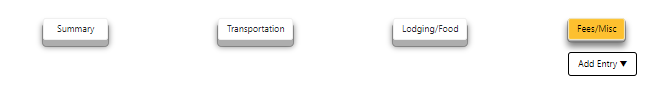 Summary
Transportation
Lodging/Food
Fees/Misc
Add Entry ▼